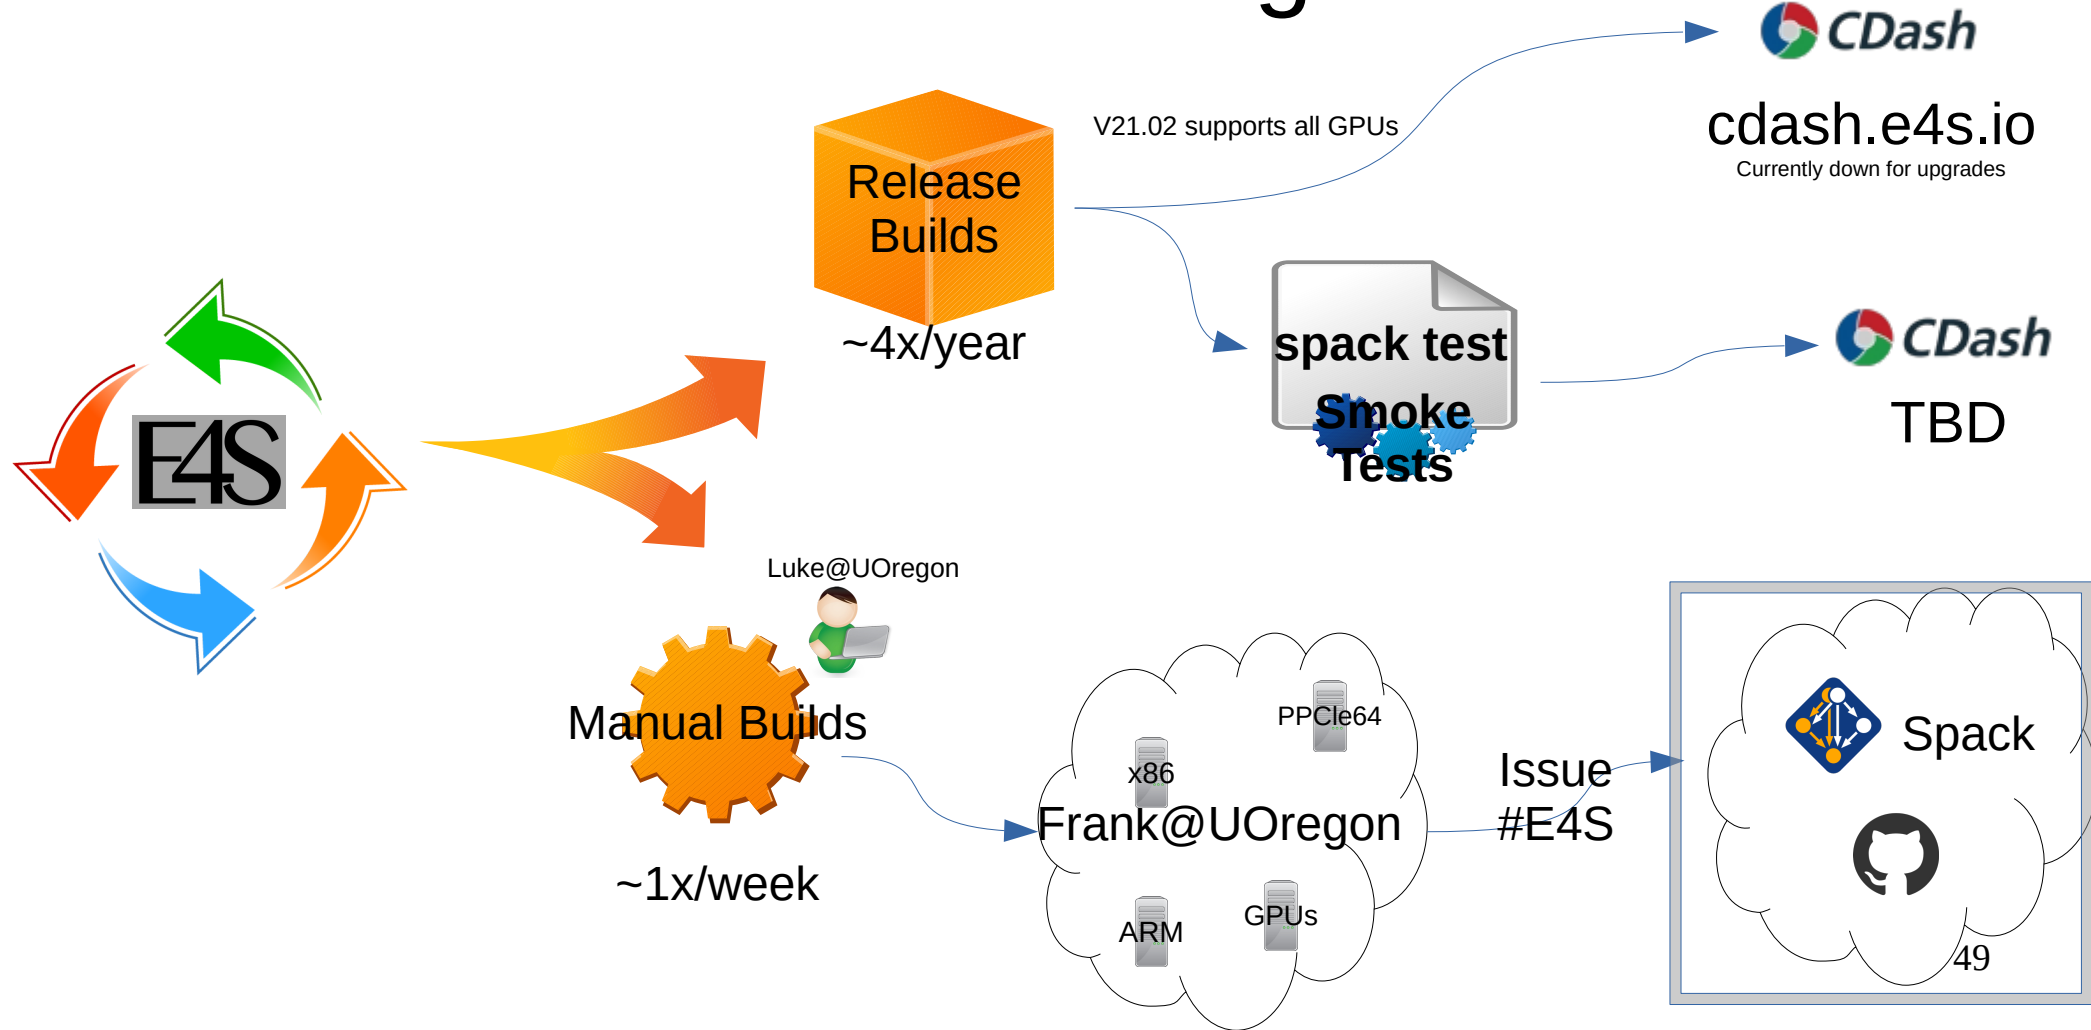 g
CDash
cdash.e4s.io
Currently down for upgrades
V21.02 supports all GPUs
Release
Builds
~4x/year
spack test
Smoke
Tests
CDash
TBD
E4S
Luke@UOregon
Manual Builds
~1x/week
PPCle64
x86
Frank@UOregon
ARM
GPUs
Issue
#E4S
Spack
49